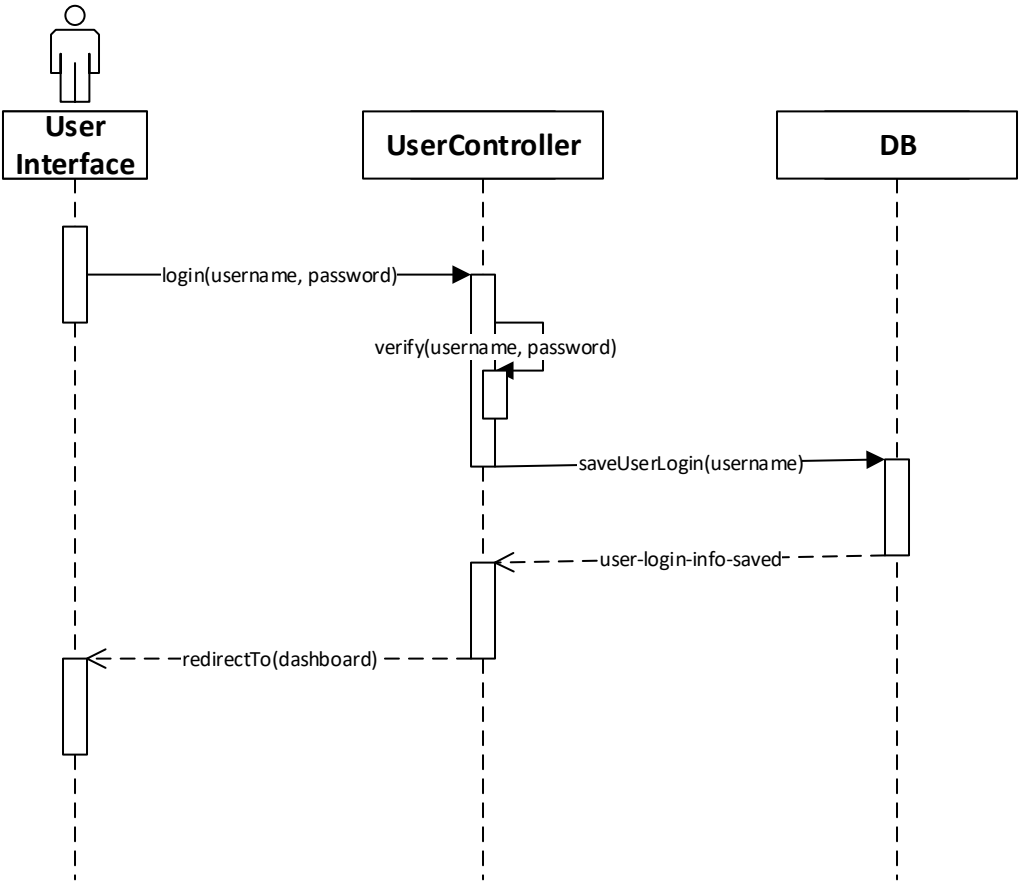 User
Interface
UserController
DB
login(username, password)
verify(username, password)
saveUserLogin(username)
user-login-info-saved
redirectTo(dashboard)